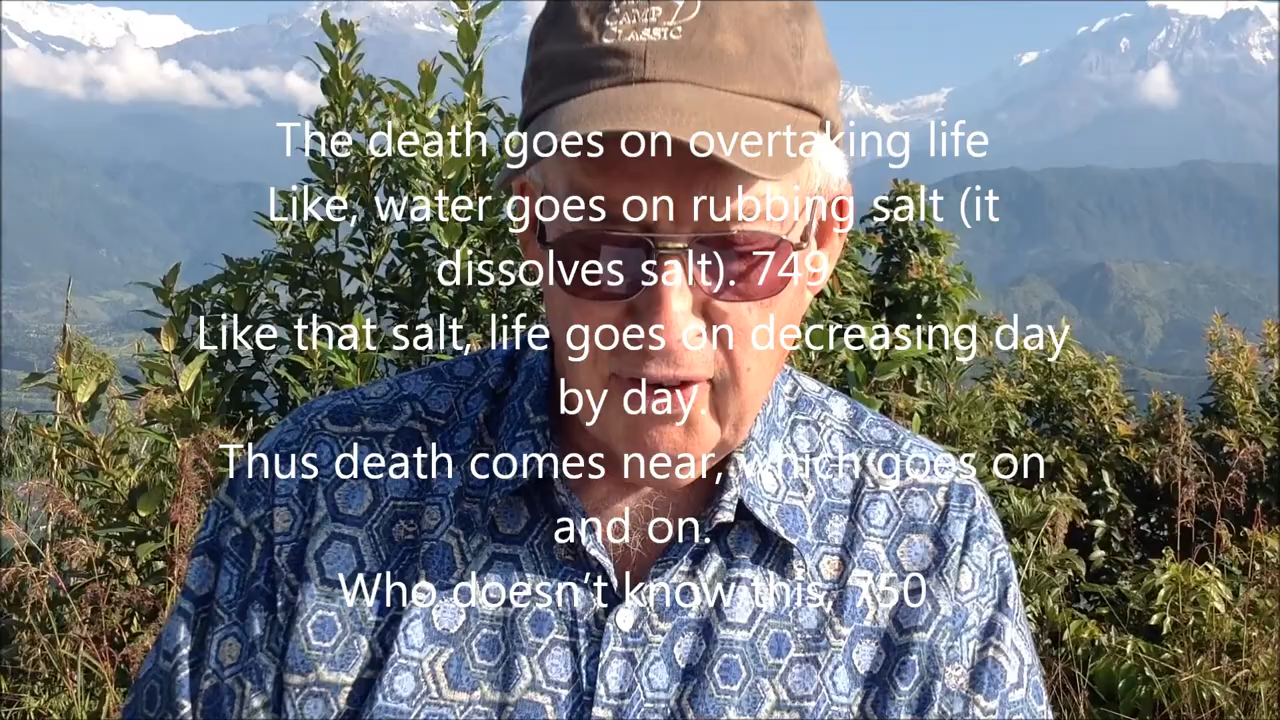 CAMP
CLASSIC
The death goes on overtaking life
Like, water goes on rubbing salt (it
dissolves salt). 749
Like that salt, life goes on decreasing day
by day.
Thus death comes near, which goes on
and on.
Who doesn’t know this, 750